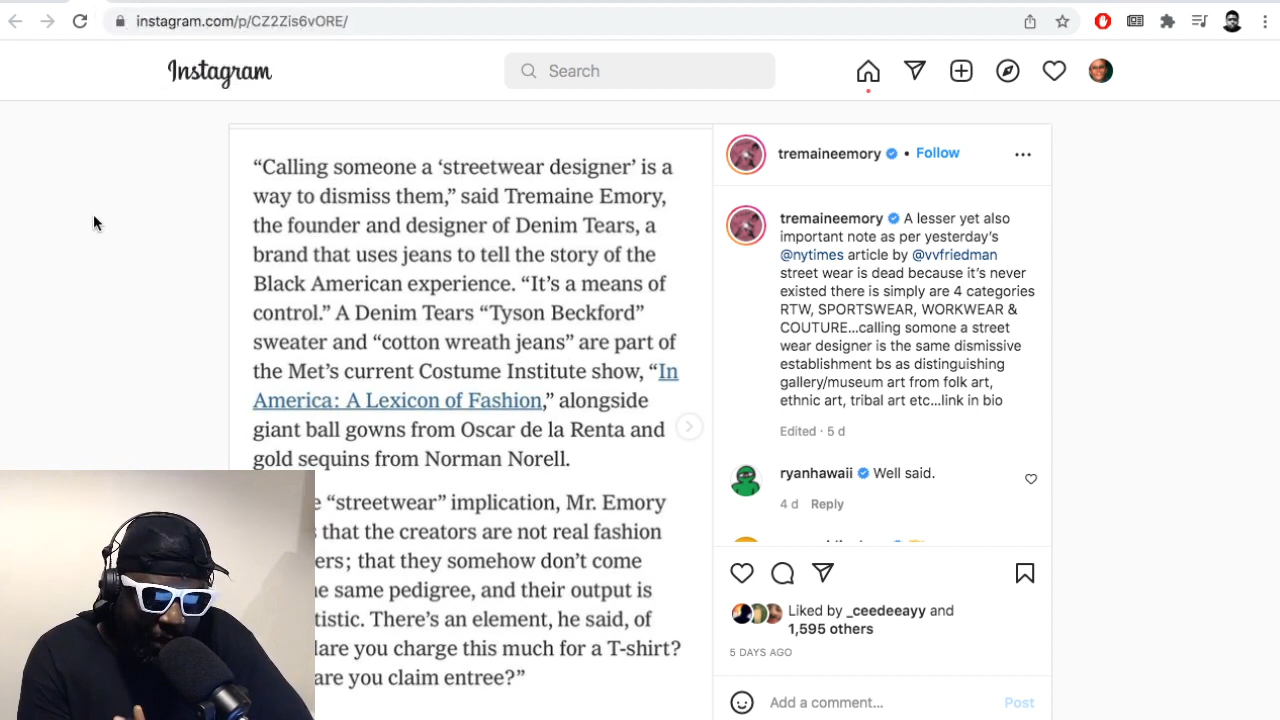 instagram.com/p/CZ2Zis6vORE/
Instagram
Search
“Calling someone a ‘streetwear designer’ is a
way to dismiss them,” said Tremaine Emory,
the founder and designer of Denim Tears, a
brand that uses jeans to tell the story of the
Black American experience. “It’s a means of
control.” A Denim Tears “Tyson Beckford”
sweater and “cotton wreath jeans” are part of
the Met’s current Costume Institute show, “In
America: A Lexicon of Fashion,” alongside
giant ball gowns from Oscar de la Renta and
gold sequins from Norman Norell.
“streetwear” implication, Mr. Emory
that the creators are not real fashion
that they somehow don’t come
same pedigree, and their output is
There’s an element, he said, of
you charge this much for a T-shirt?
you claim entree?”
tremaineemory • Follow
tremaineemory A lesser yet also
important note as per yesterday’s
@nytimes article by @vvfriedman
street wear is dead because it’s never
existed there is simply are 4 categories
RTW, SPORTSWEAR, WORKWEAR &
COUTURE...calling somone a street
wear designer is the same dismissive
establishment bs as distinguishing
gallery/museum art from folk art,
ethnic art, tribal art etc...link in bio
Edited · 5 d
ryanhawaii Well said.
4 d Reply
Liked by _ceedeeayy and
1,595 others
5 DAYS AGO
Add a comment...
Post